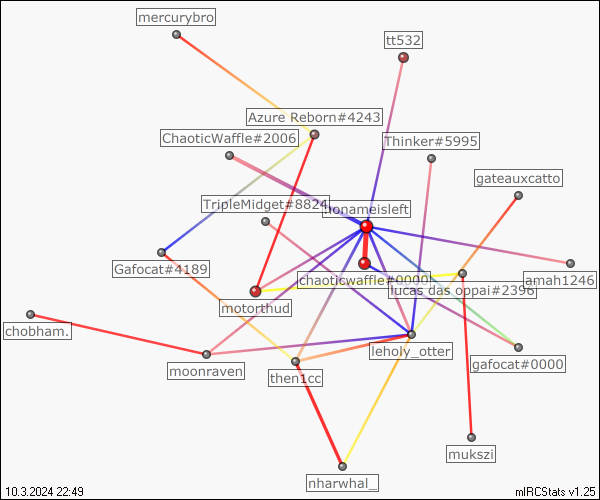 mercurybro
tt532
Azure Reborn#4243
ChaoticWaffle#2006
Thinker#5995
gateauxcatto
TripleMidget#8824
nonameisleft
Gafocat#4189
chaoticwaffle#0000
amah1246
lucas das oppai#2396
motorthud
chobham.
leholy_otter
gafocat#0000
moonraven
then1cc
mukszi
nharwhal_
10.3.2024 22:49
mIRCStats v1.25